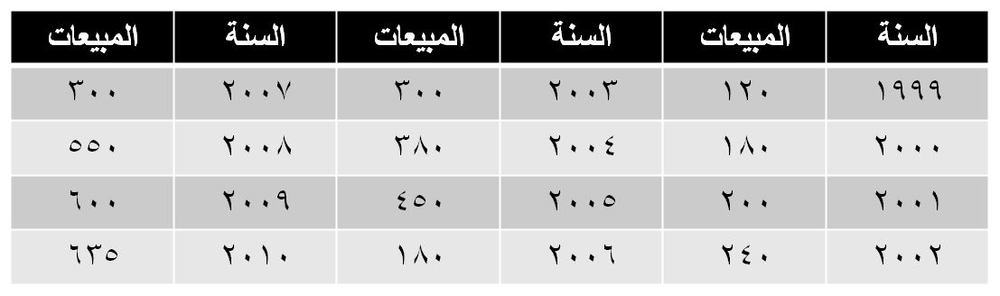 السنة المبيعات السنة المبيعات السنة المبيعات
١٩٩٩ ١٢٠ ٢٠٠٣ ٣٠٠ ٢٠٠٧ ٣٠٠
٢٠٠٠ ١٨٠ ٢٠٠٤ ٣٨٠ ٢٠٠٨ ٥٥٠
٢٠٠١ ٢٠٠ ٢٠٠٥ ٤٥٠ ٢٠٠٩ ٦٠٠
٢٠٠٢ ٢٤٠ ٢٠٠٦ ١٨٠ ٢٠١٠ ٦٣٥